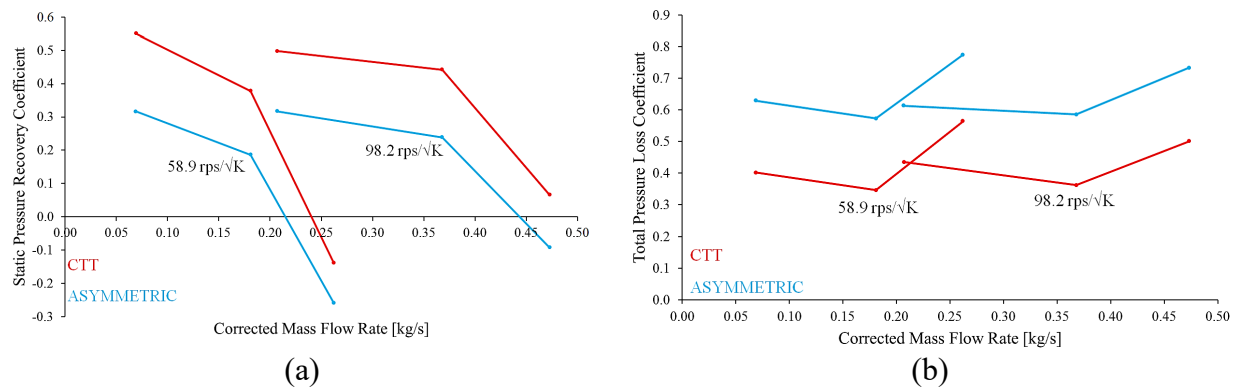 0.6
0.5
0.4
0.3
0.2
0.1
0.0
-0.1
-0.2
-0.3
Static Pressure Recovery Coefficient
58.9 rps/√K
98.2 rps/√K
0.00 0.05 0.10 0.15 0.20 0.25 0.30 0.35 0.40 0.45 0.50
CTT
ASYMMETRIC
Corrected Mass Flow Rate [kg/s]
(a)
0.9
0.8
0.7
0.6
0.5
0.4
0.3
0.2
0.1
0.0
Total Pressure Loss Coefficient
58.9 rps/√K
98.2 rps/√K
CTT
ASYMMETRIC
0.00 0.05 0.10 0.15 0.20 0.25 0.30 0.35 0.40 0.45 0.50
Corrected Mass Flow Rate [kg/s]
(b)